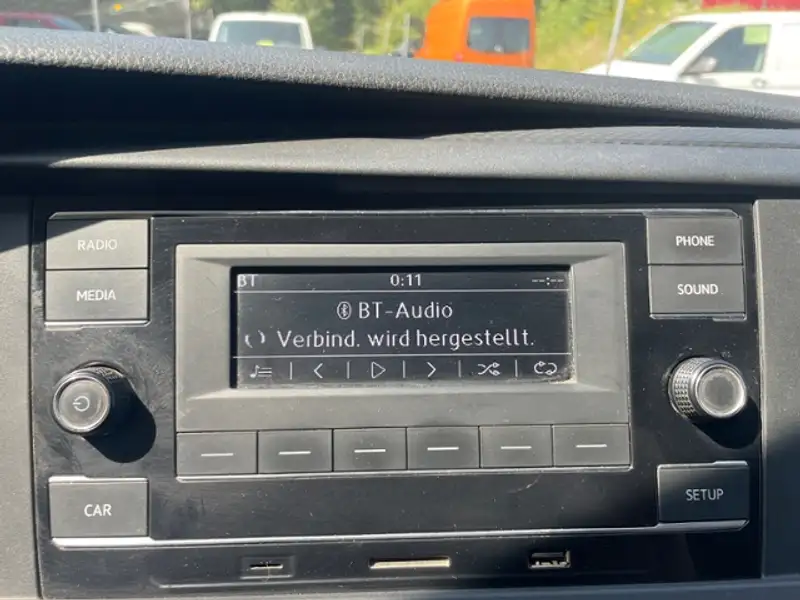 RADIO
MEDIA
PHONE
SOUND
BT 0:11 --:--
BT-Audio
Verbind. wird hergestellt.
CAR
SETUP